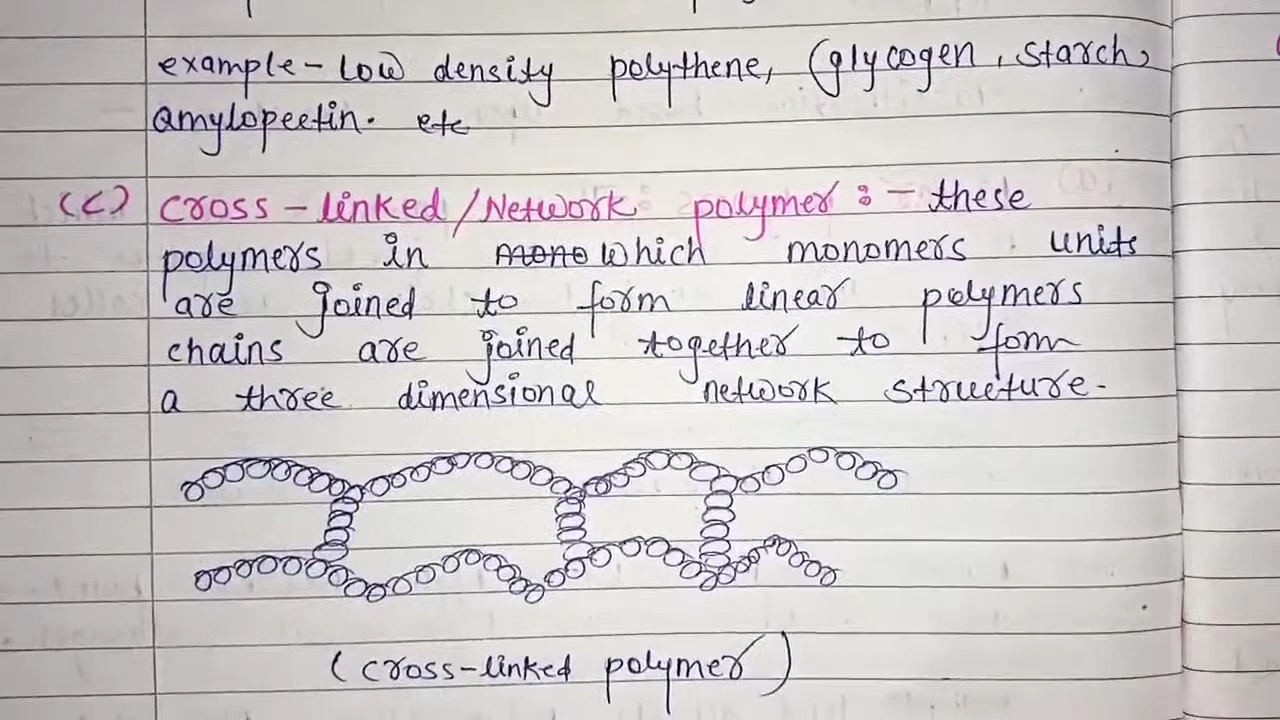 example - low density polythene, (glycogen, starch,
amylopectin. etc
(C) cross-linked/Network polymer :- these
polymers in mono which monomers units
are joined to form linear polymers
chains are joined together to form
a three dimensional network structure-
(cross-linked polymer)